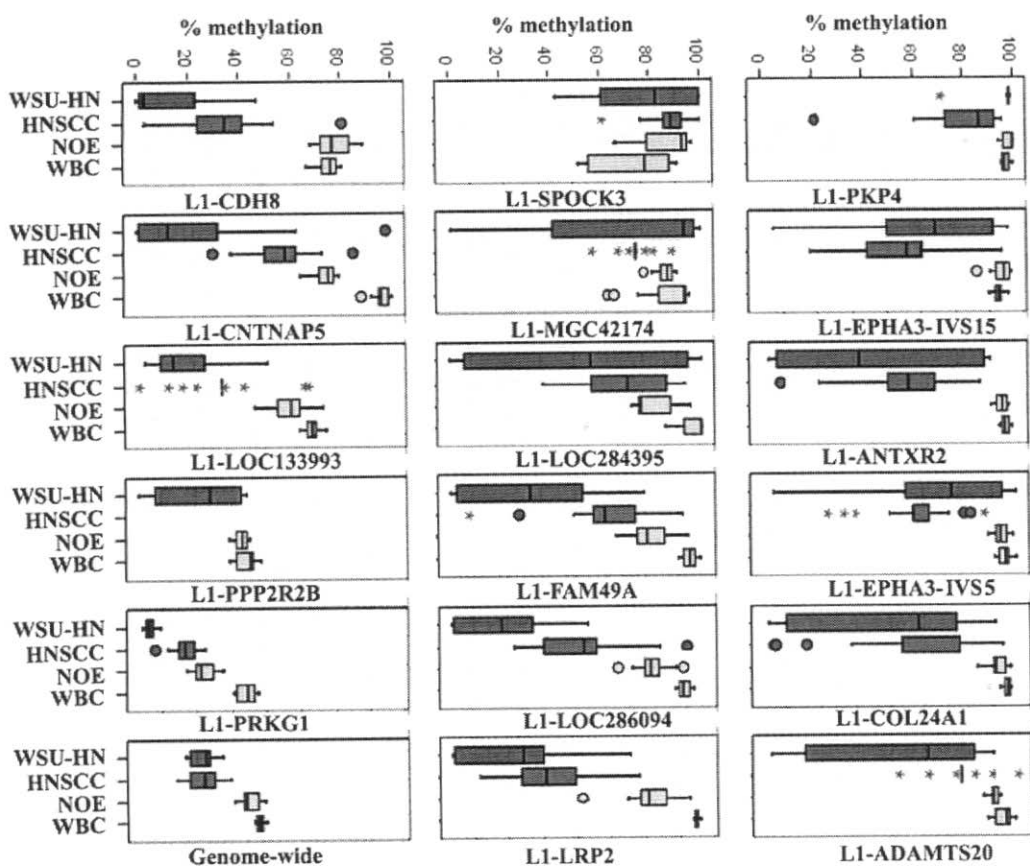 % methylation % methylation % methylation
0 20 40 60 80 100 0 20 40 60 80 100 0 20 40 60 80 100
WSU-HN
HNSCC
NOE
WBC
L1-CDH8 L1-SPOCK3 L1-PKP4
WSU-HN
HNSCC
NOE
WBC
L1-CNTNAP5 L1-MGC42174 L1-EPHA3-IVS15
WSU-HN
HNSCC
NOE
WBC
L1-LOC133993 L1-LOC284395 L1-ANTXR2
WSU-HN
NOE
WBC
L1-PPP2R2B L1-FAM49A L1-EPHA3-IVS5
WSU-HN
HNSCC
NOE
WBC
L1-PRKG1 L1-LOC286094 L1-COL24A1
WSU-HN
HNSCC
NOE
WBC
Genome-wide L1-LRP2 L1-ADAMTS20